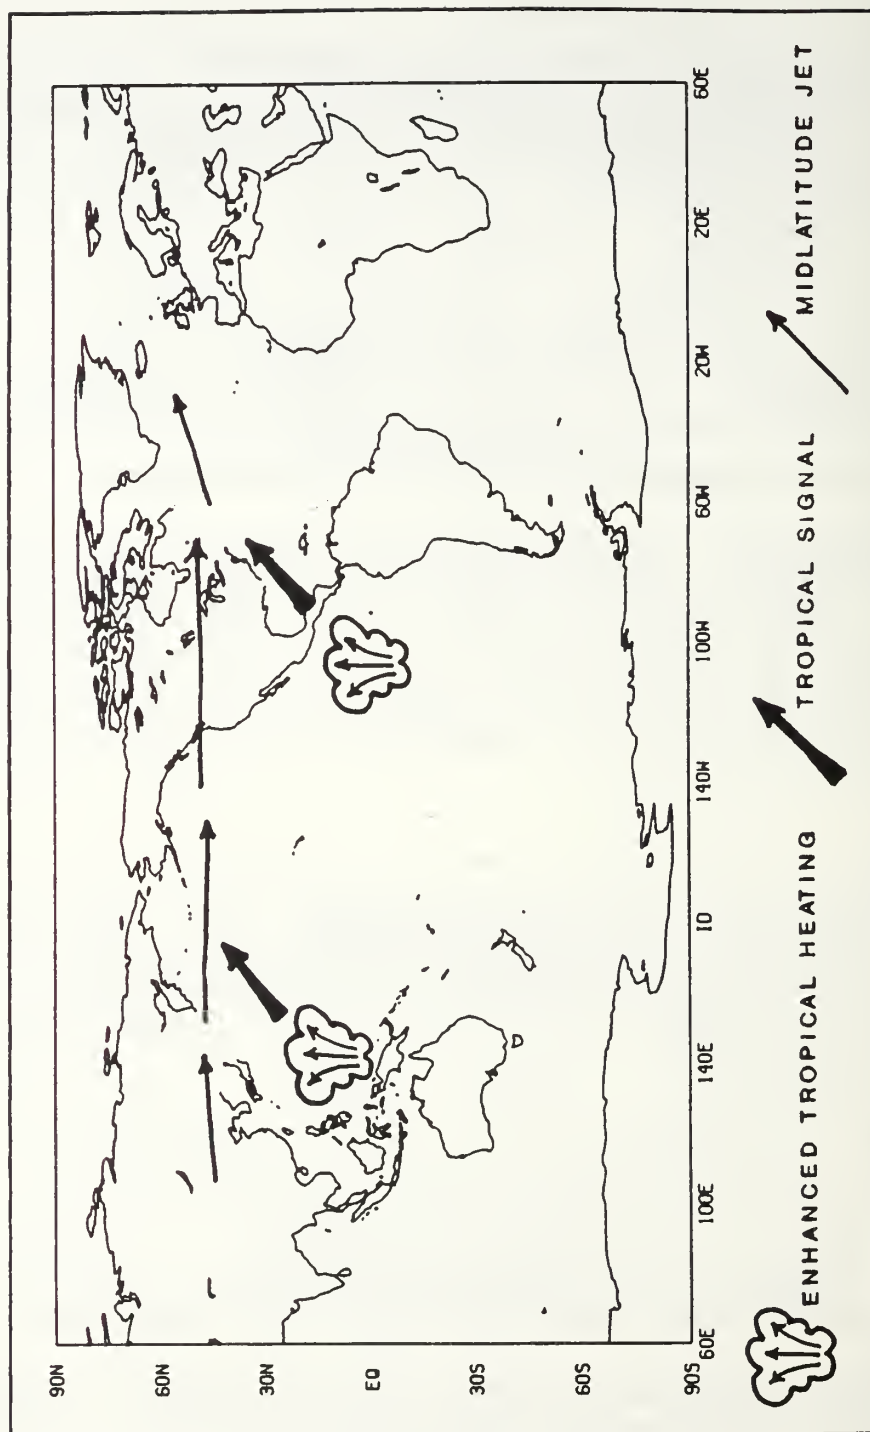 90N
60N
30N
EQ
30S
60S
90S
60E 100E 140E ID 140W 100W 60W 20W 20E 60E
ENHANCED TROPICAL HEATING TROPICAL SIGNAL MIDLATITUDE JET